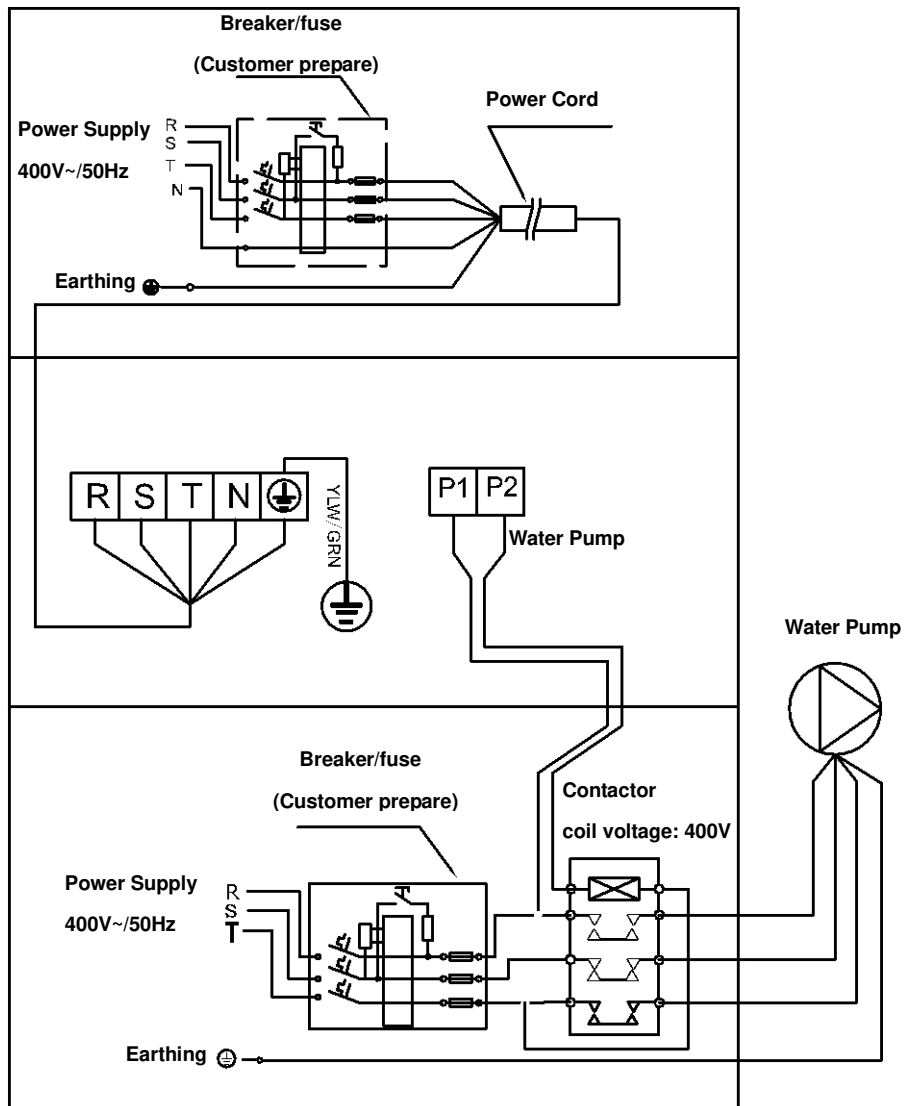 Breaker/fuse
(Customer prepare)
Power Cord
Power Supply
400V~/50Hz
R
S
T
N
Earthing
R S T N
YLW/GRN
P1 P2
Water Pump
Water Pump
Breaker/fuse
(Customer prepare)
Contactor
coil voltage: 400V
Power Supply
400V~/50Hz
R
S
T
Earthing